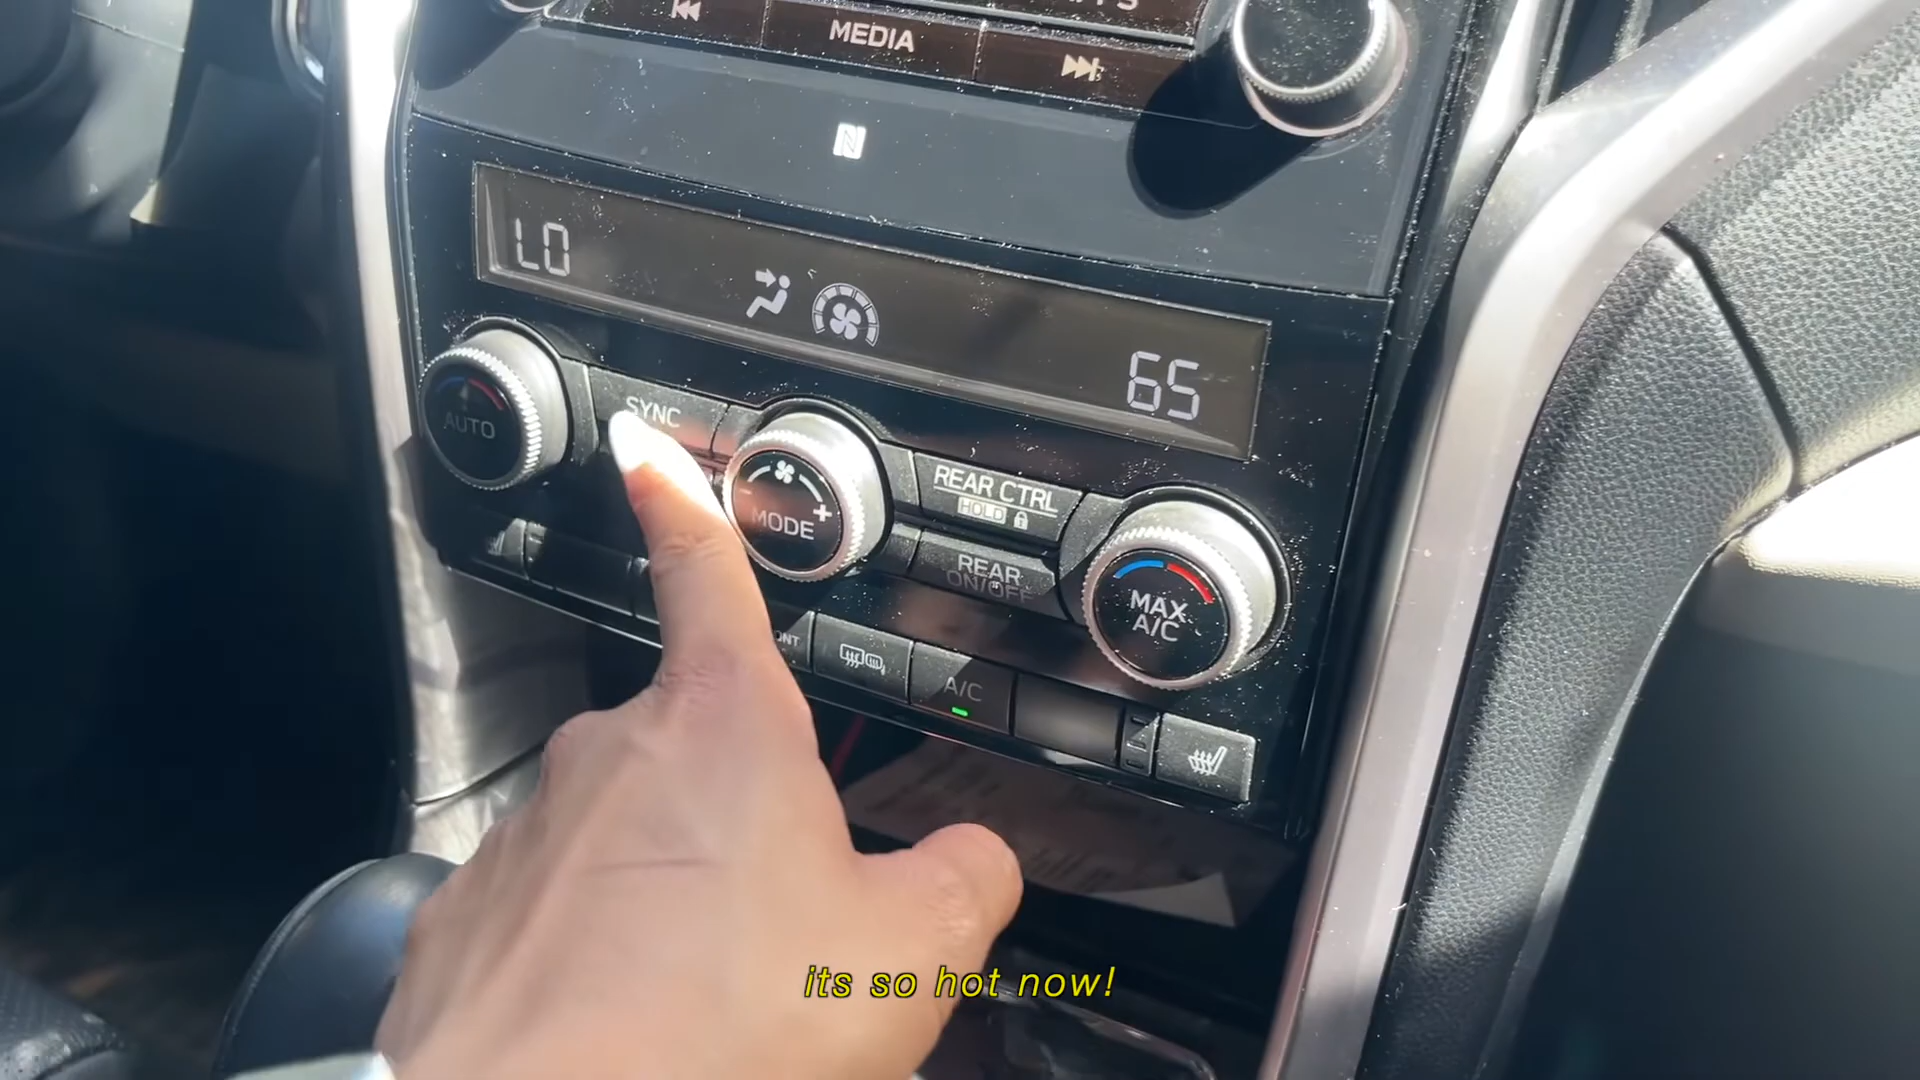 MEDIA
LO
65
AUTO
SYNC
MODE
REAR CTRL
HOLD
REAR
ON/OFF
MAX
A/C
A/C
its so hot now!